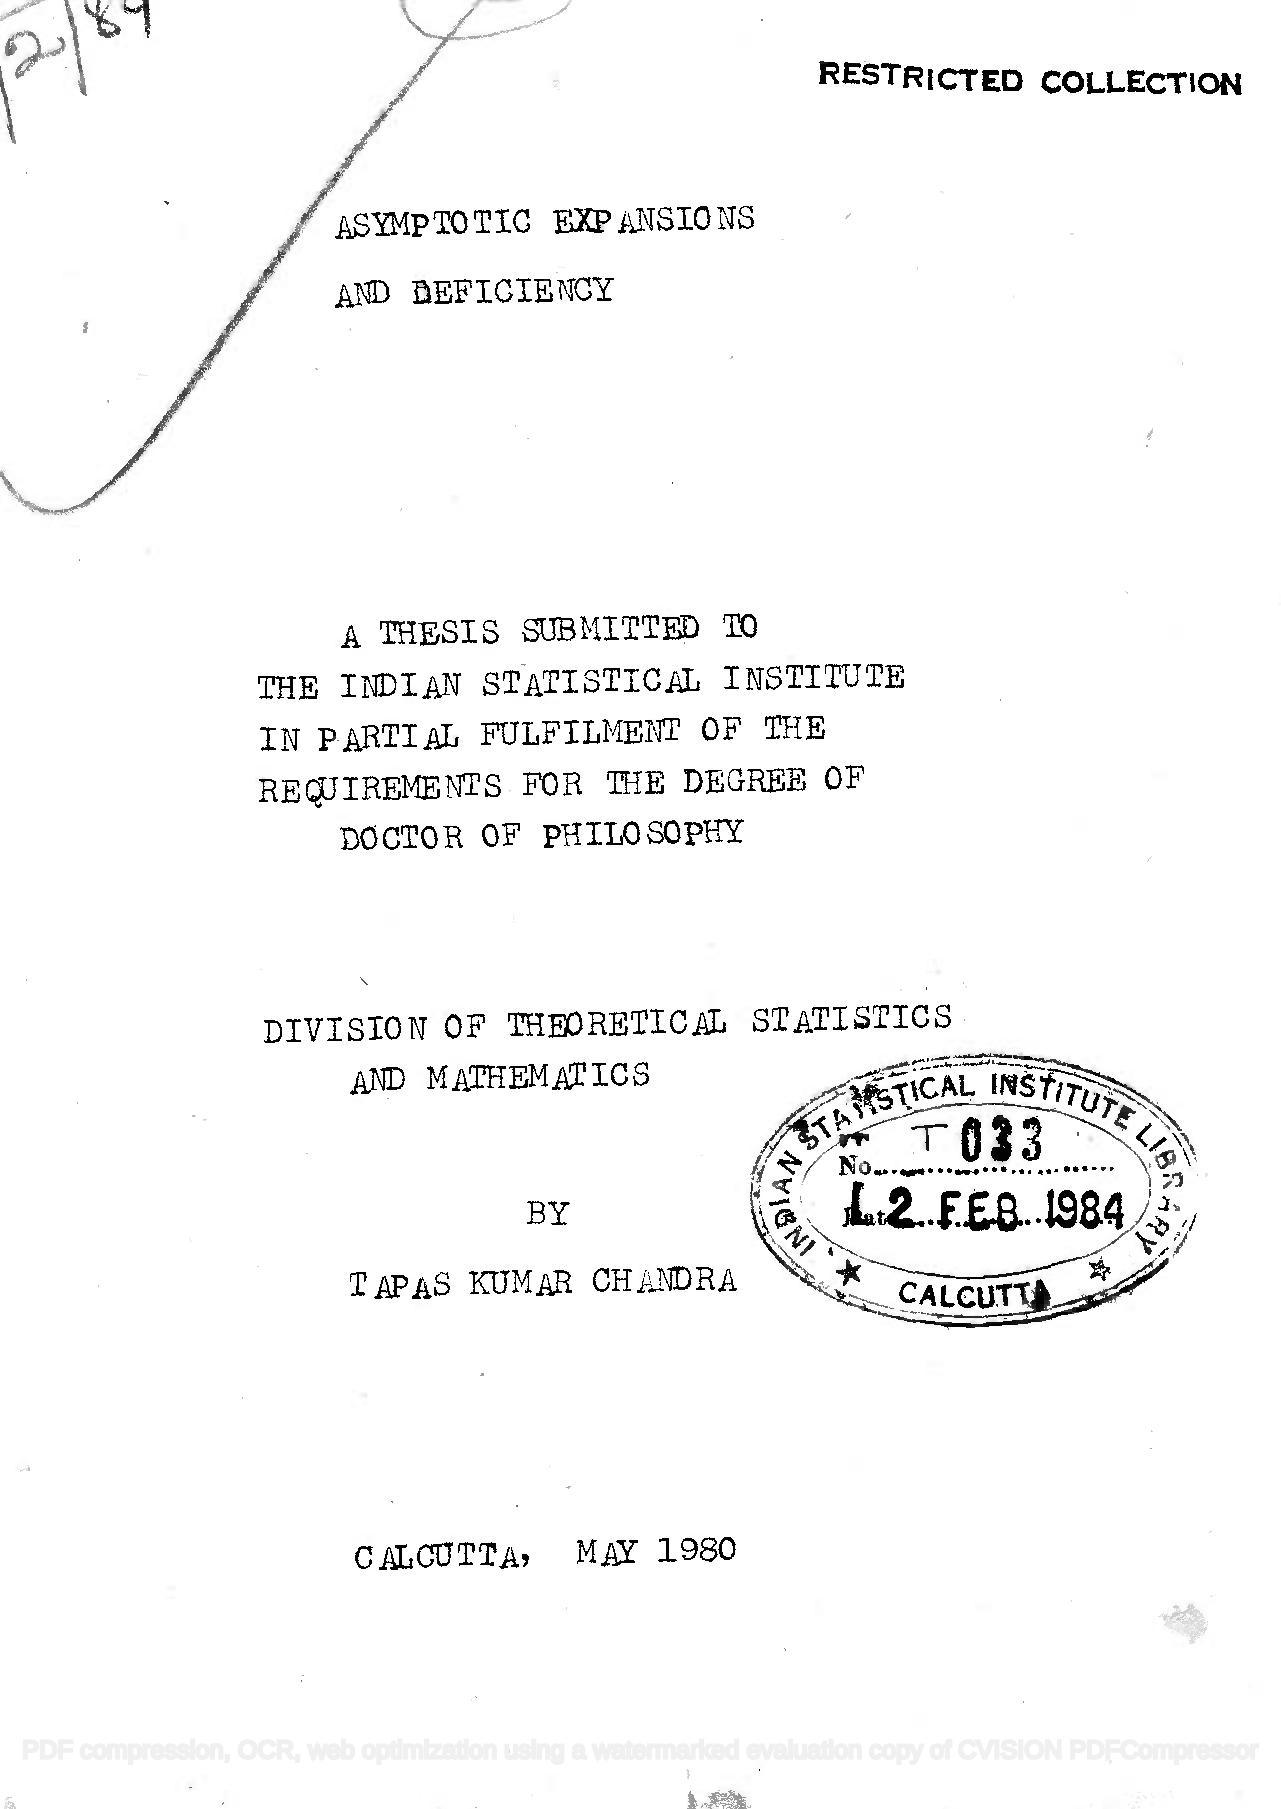 2/84
RESTRICTED COLLECTION
ASYMPTOTIC EXPANSIONS
AND DEFICIENCY
A THESIS SUBMITTED TO
THE INDIAN STATISTICAL INSTITUTE
IN PARTIAL FULFILMENT OF THE
REQUIREMENTS FOR THE DEGREE OF
DOCTOR OF PHILOSOPHY
DIVISION OF THEORETICAL STATISTICS
AND MATHEMATICS
INDIAN STATISTICAL INSTITUTE LIBRARY
No. T 033
2 FEB 1984
CALCUTTA
BY
TAPAS KUMAR CHANDRA
CALCUTTA, MAY 1980
PDF compression, OCR, web optimization using a watermarked evaluation copy of CVISION PDFCompressor